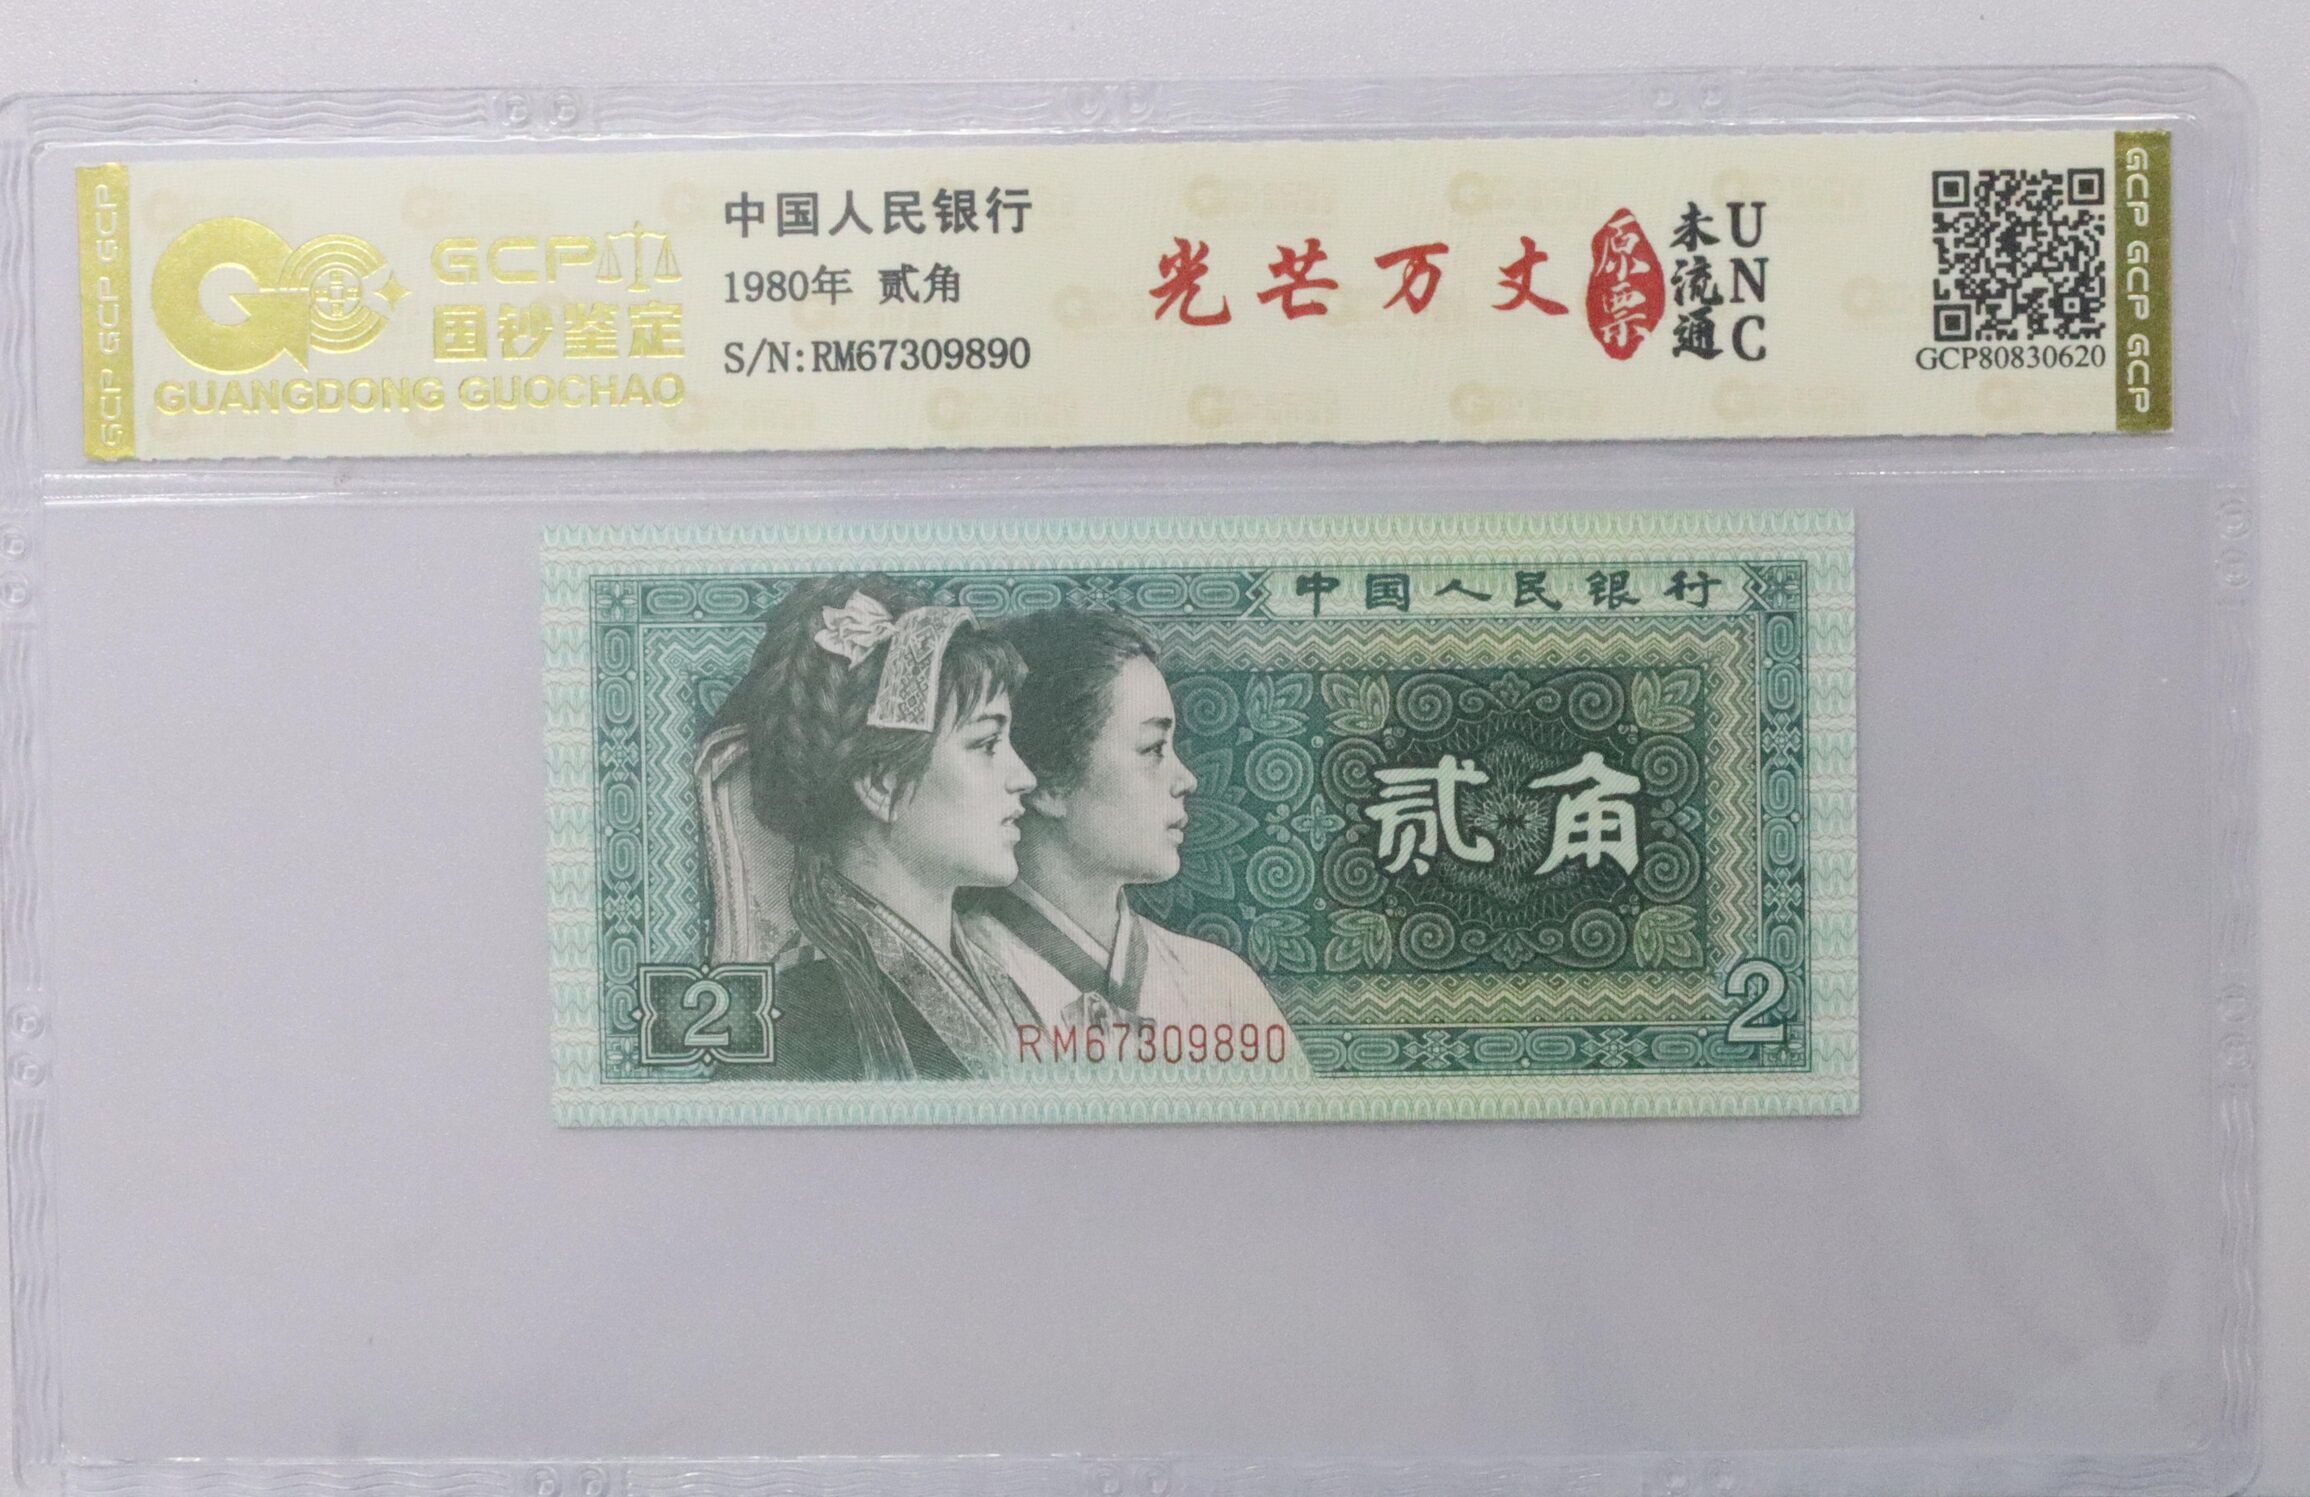 GCP GCP GCP
GCP
国钞鉴定
GUANGDONG GUOCHAO
中国人民银行
1980年 贰角
S/N:RM67309890
光芒万丈
原票
未流通
UNC
GCP80830620
GCP GCP GCP
中国人民银行
贰角
2
2
RM67309890